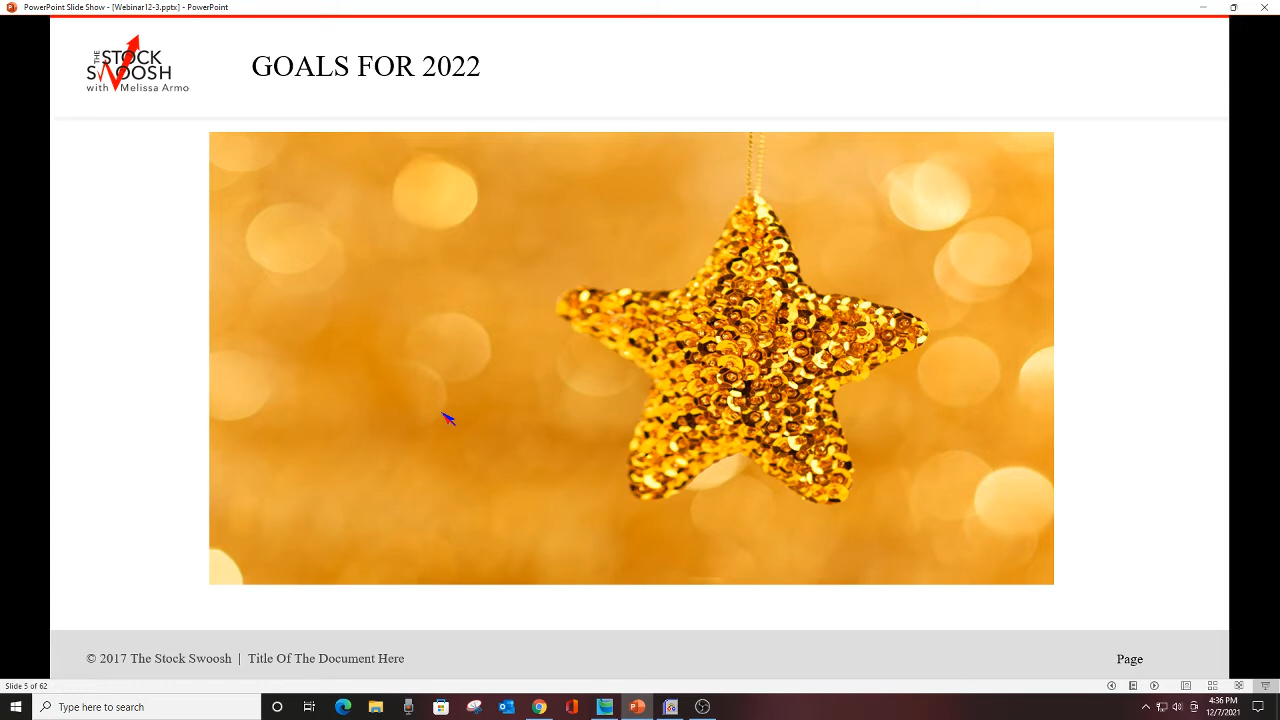 PowerPoint Slide Show - [Webinar12-3.pptx] - PowerPoint
THE STOCK
SWOOSH
with Melissa Armo
GOALS FOR 2022
© 2017 The Stock Swoosh | Title Of The Document Here
Page
Slide 5 of 62
Type here to search
4:36 PM
12/7/2021